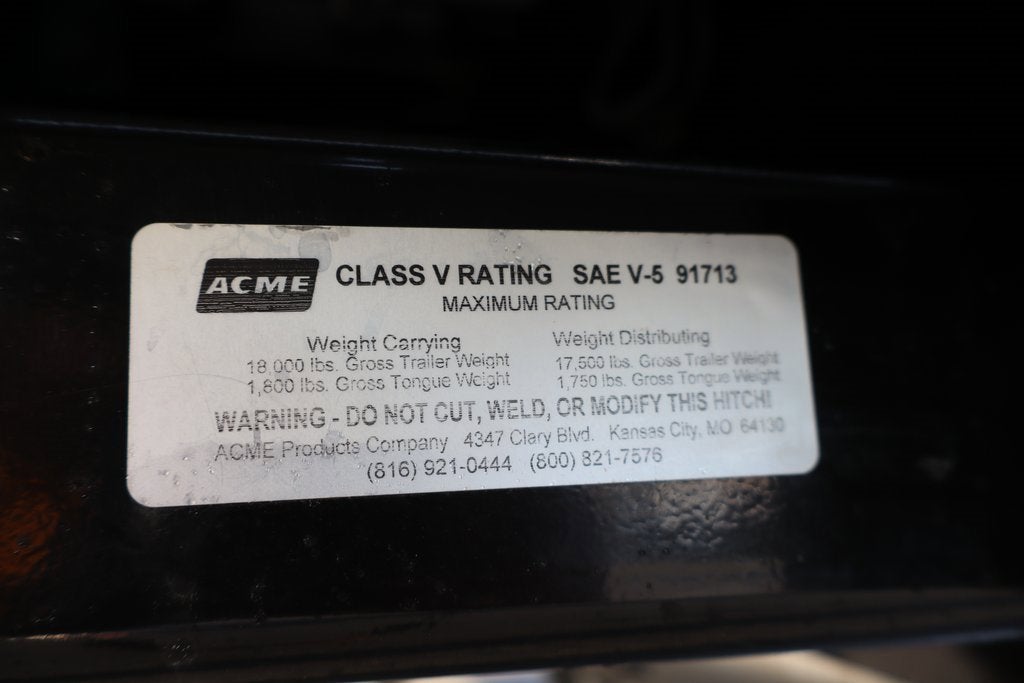 ACME CLASS V RATING SAE V-5 91713
MAXIMUM RATING
Weight Carrying Weight Distributing
18,000 lbs. Gross Trailer Weight 17,500 lbs. Gross Trailer Weight
1,800 lbs. Gross Tongue Weight 1,750 lbs. Gross Tongue Weight
WARNING - DO NOT CUT, WELD, OR MODIFY THIS HITCH!
ACME Products Company 4347 Clary Blvd. Kansas City, MO 64130
(816) 921-0444 (800) 821-7576